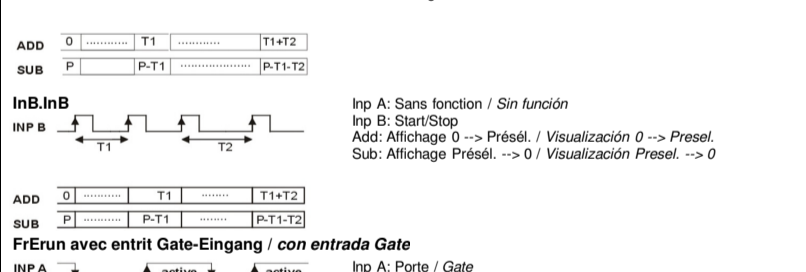 ADD 0 ............ T1 ............ T1+T2
SUB P P-T1 .................... P-T1-T2
InB.InB
INP B
T1 T2
Inp A: Sans fonction / Sin función
Inp B: Start/Stop
Add: Affichage 0 --> Présél. / Visualización 0 --> Presel.
Sub: Affichage Présél. --> 0 / Visualización Presel. --> 0
ADD 0 ........... T1 ........ T1+T2
SUB P ........... P-T1 ........ P-T1-T2
FrErun avec entrit Gate-Eingang / con entrada Gate
INP A active active
Inp A: Porte / Gate